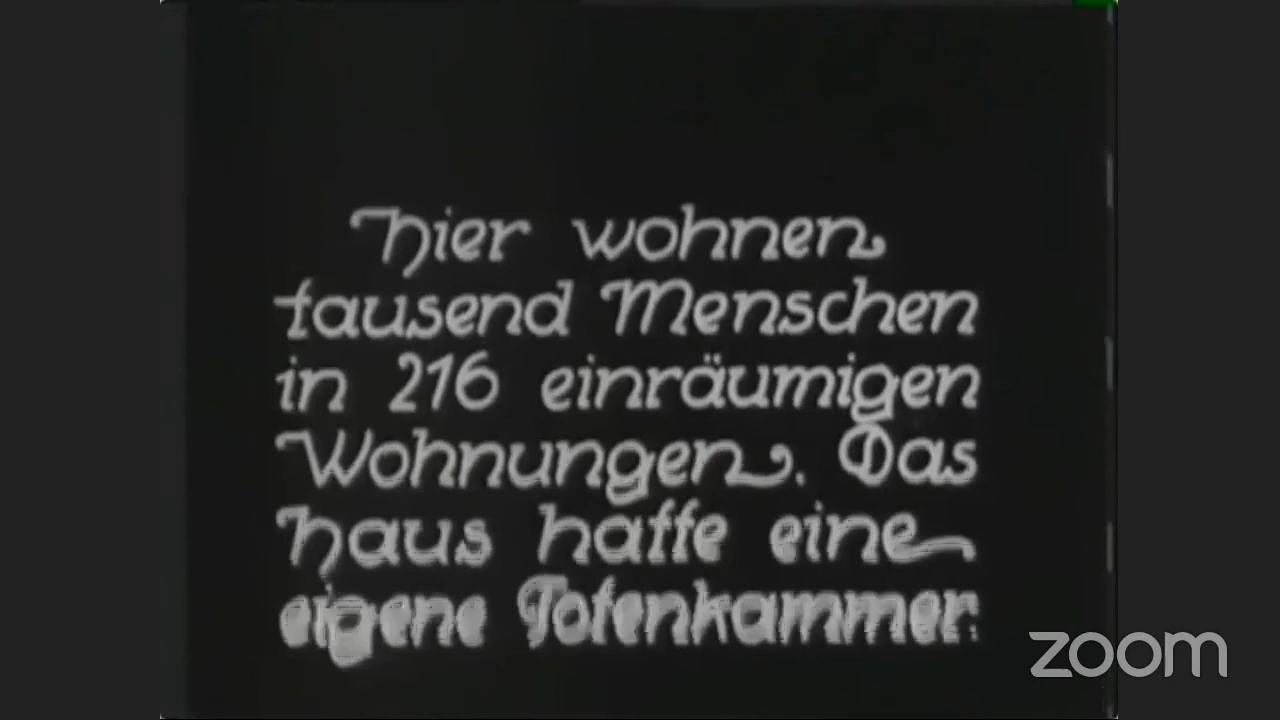 Hier wohnen
tausend Menschen
in 216 einräumigen
Wohnungen. Das
Haus hatte eine
eigene Totenkammer.
zoom